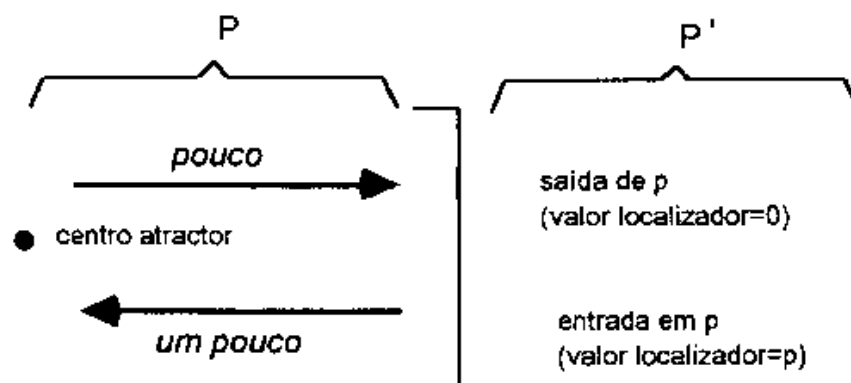 P
P'
pouco
saida de p
(valor localizador=0)
centro atractor
um pouco
entrada em p
(valor localizador=p)